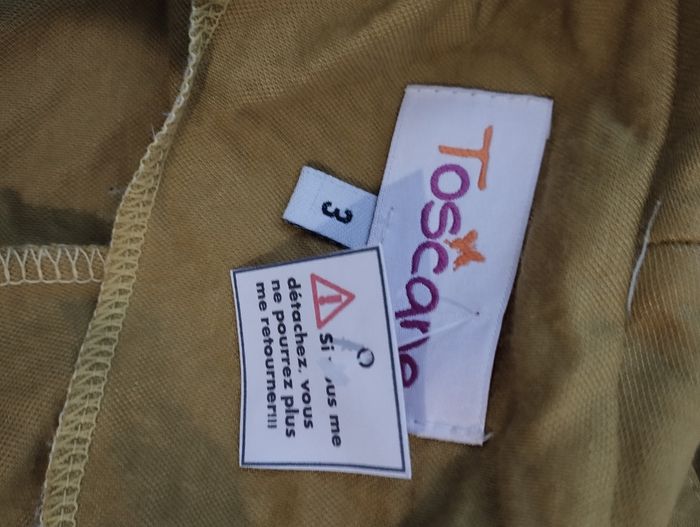 Toscane
3
Si vous me
détachez, vous
ne pourrez plus
me retourner!!!